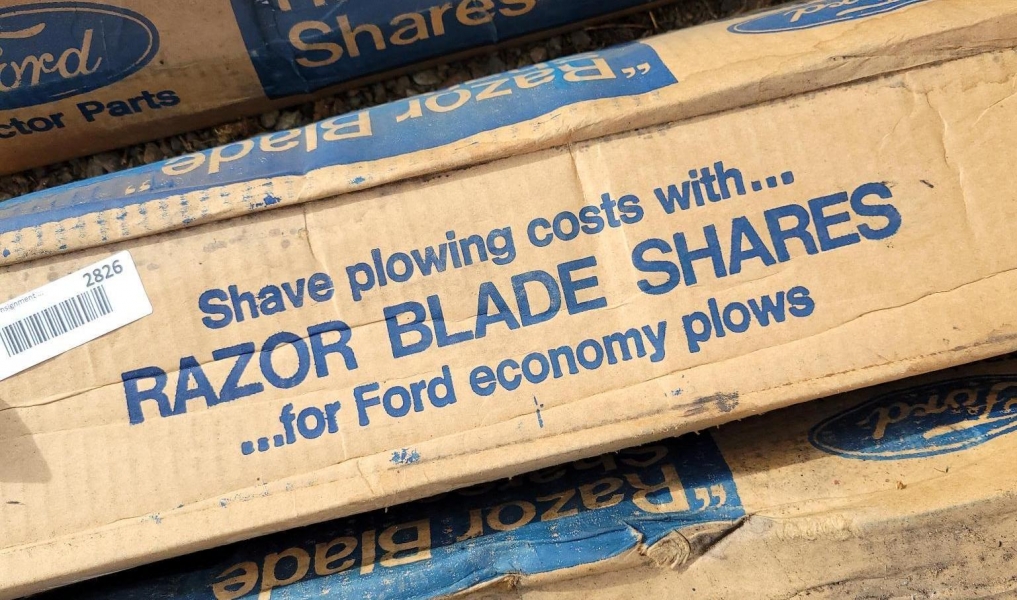 Shares
Ford
ctor Parts
"Razor Blade"
2826
Shave plowing costs with...
RAZOR BLADE SHARES
...for Ford economy plows
Ford
"Razor Blade